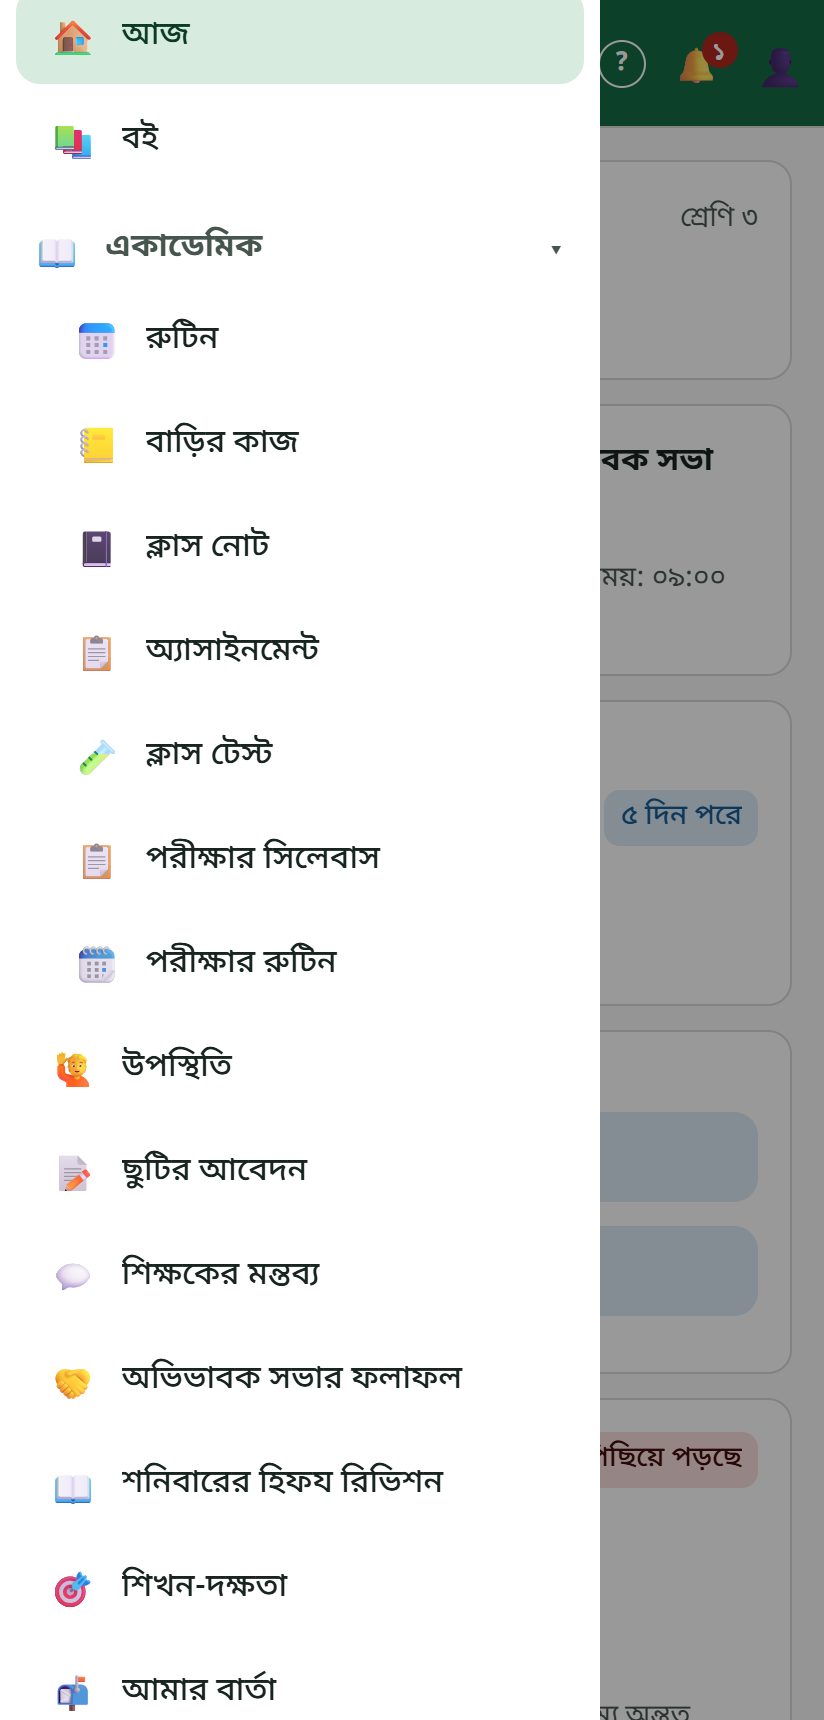 আজ
?
১
বই
শ্রেণি ৩
একাডেমিক
রুটিন
বাড়ির কাজ
বক সভা
ক্লাস নোট
ময়: ০৯:০০
অ্যাসাইনমেন্ট
ক্লাস টেস্ট
৫ দিন পরে
পরীক্ষার সিলেবাস
পরীক্ষার রুটিন
উপস্থিতি
ছুটির আবেদন
শিক্ষকের মন্তব্য
অভিভাবক সভার ফলাফল
শনিবারের হিফয রিভিশন
পিছিয়ে পড়ছে
শিখন-দক্ষতা
আমার বার্তা